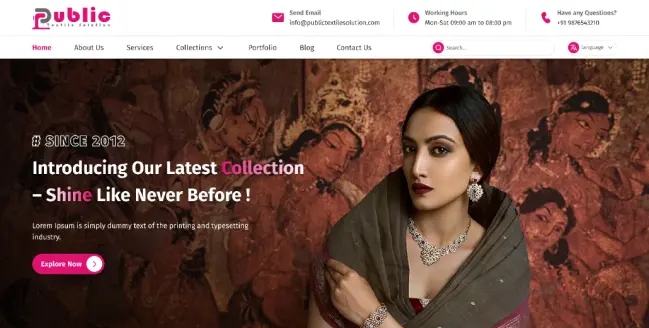 Public
Textile Solution
Send Email
info@publictextilesolution.com
Working Hours
Mon-Sat 09:00 am to 08:00 pm
Have any Questions?
+91 9876543210
Home
About Us
Services
Collections
Portfolio
Blog
Contact Us
Search...
Language
# SINCE 2012
Introducing Our Latest Collection
– Shine Like Never Before !
Lorem Ipsum is simply dummy text of the printing and typesetting
industry.
Explore Now